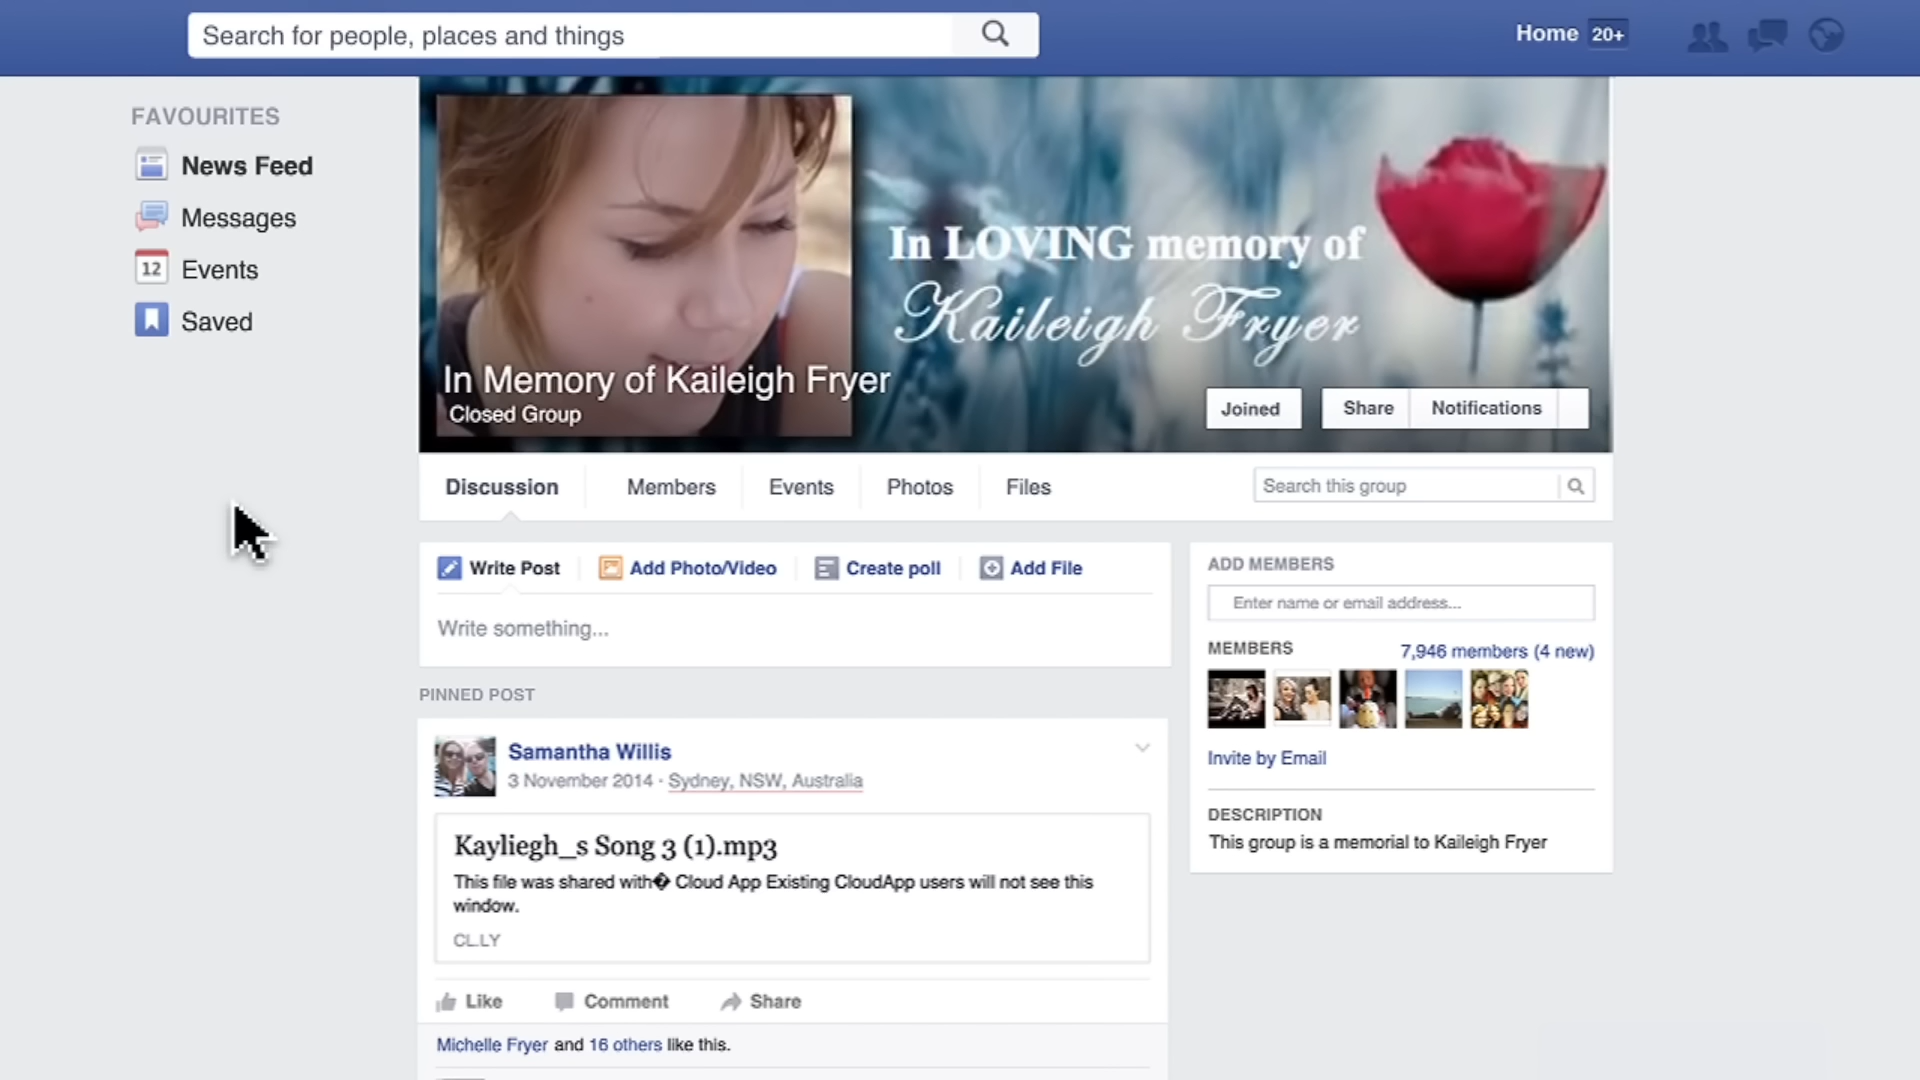 Search for people, places and things
Home 20+
FAVOURITES
News Feed
Messages
12 Events
Saved
In LOVING memory of
Kaileigh Fryer
In Memory of Kaileigh Fryer
Closed Group
Joined Share Notifications
Discussion Members Events Photos Files Search this group
Write Post Add Photo/Video Create poll Add File
Write something...
PINNED POST
Samantha Willis
3 November 2014 · Sydney, NSW, Australia
Kayliegh_s Song 3 (1).mp3
This file was shared with� Cloud App Existing CloudApp users will not see this
window.
CL.LY
Like Comment Share
Michelle Fryer and 16 others like this.
ADD MEMBERS
Enter name or email address...
MEMBERS 7,946 members (4 new)
Invite by Email
DESCRIPTION
This group is a memorial to Kaileigh Fryer